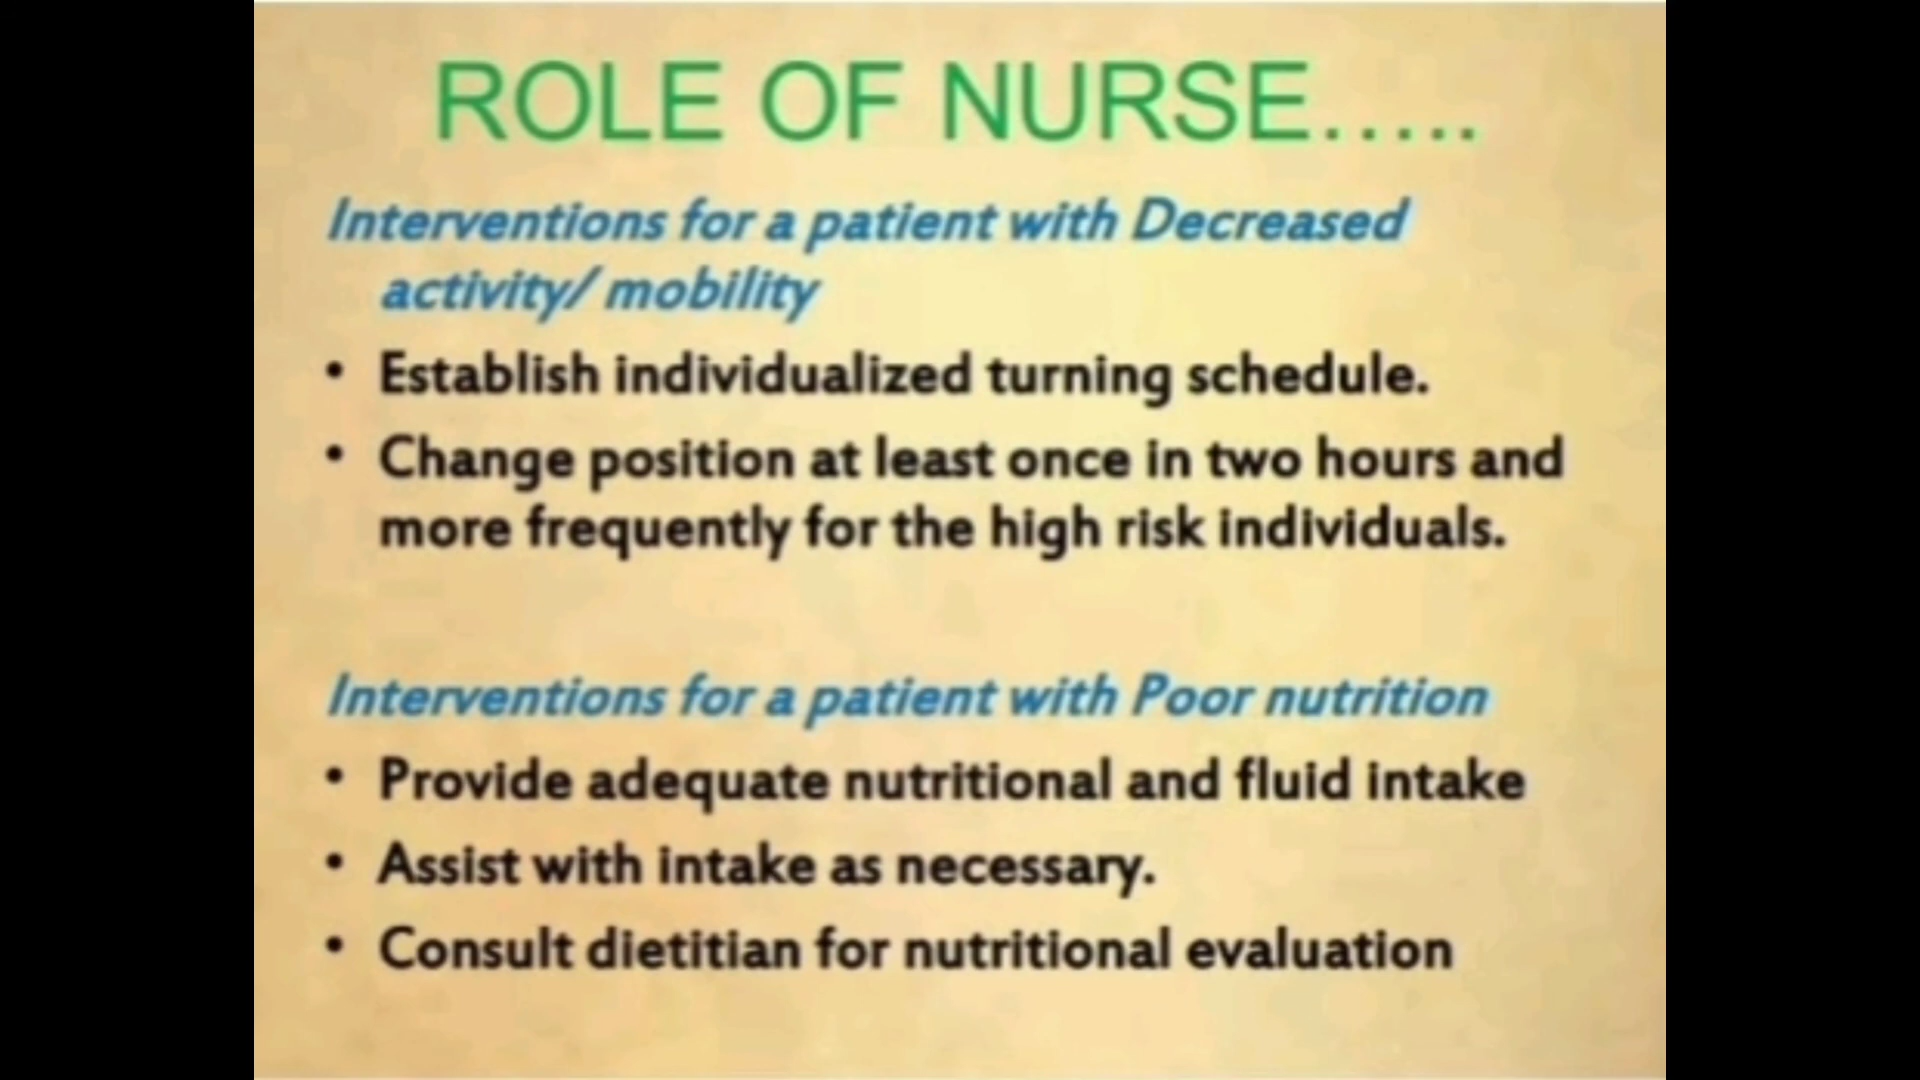 ROLE OF NURSE.....
Interventions for a patient with Decreased
activity/ mobility
• Establish individualized turning schedule.
• Change position at least once in two hours and
more frequently for the high risk individuals.
Interventions for a patient with Poor nutrition
• Provide adequate nutritional and fluid intake
• Assist with intake as necessary.
• Consult dietitian for nutritional evaluation